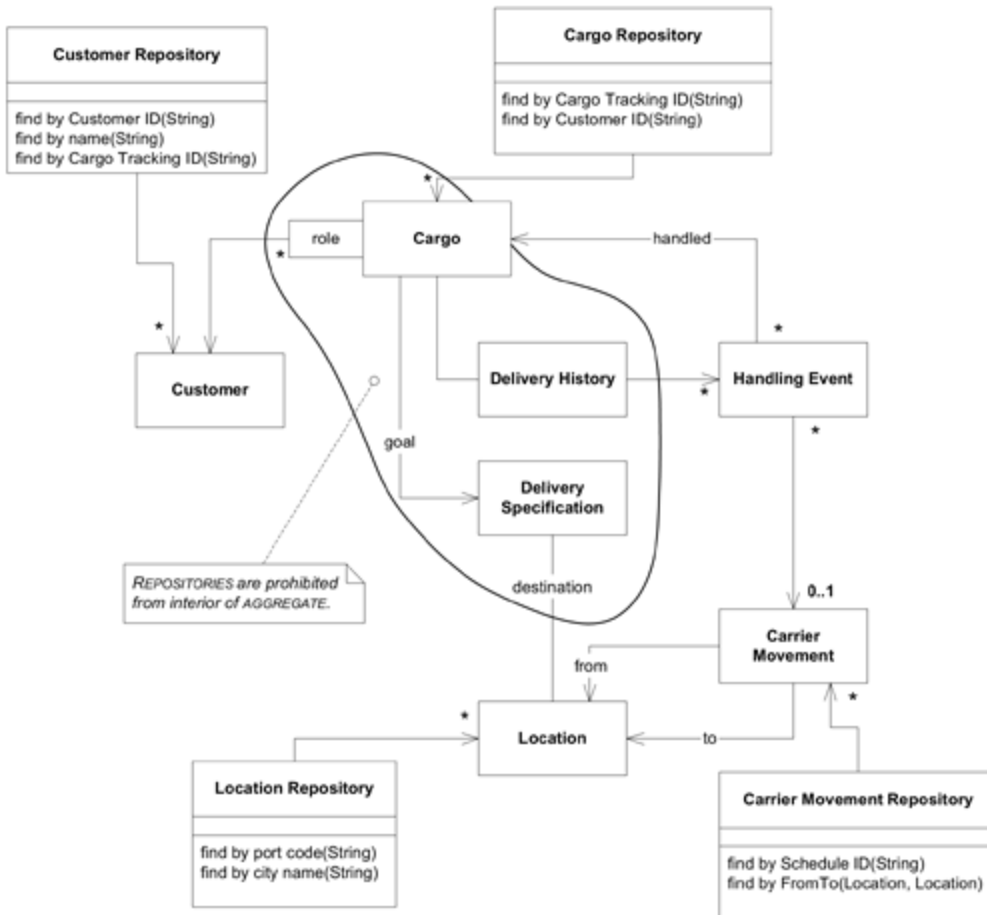 Cargo Repository
find by Cargo Tracking ID(String)
find by Customer ID(String)
Customer Repository
find by Customer ID(String)
find by name(String)
find by Cargo Tracking ID(String)
*
role
*
Cargo
handled
*
*
Customer
Delivery History
*
Handling Event
*
goal
Delivery
Specification
REPOSITORIES are prohibited
from interior of AGGREGATE.
destination
0..1
Carrier
Movement
from
*
*
Location
to
Location Repository
find by port code(String)
find by city name(String)
Carrier Movement Repository
find by Schedule ID(String)
find by FromTo(Location, Location)